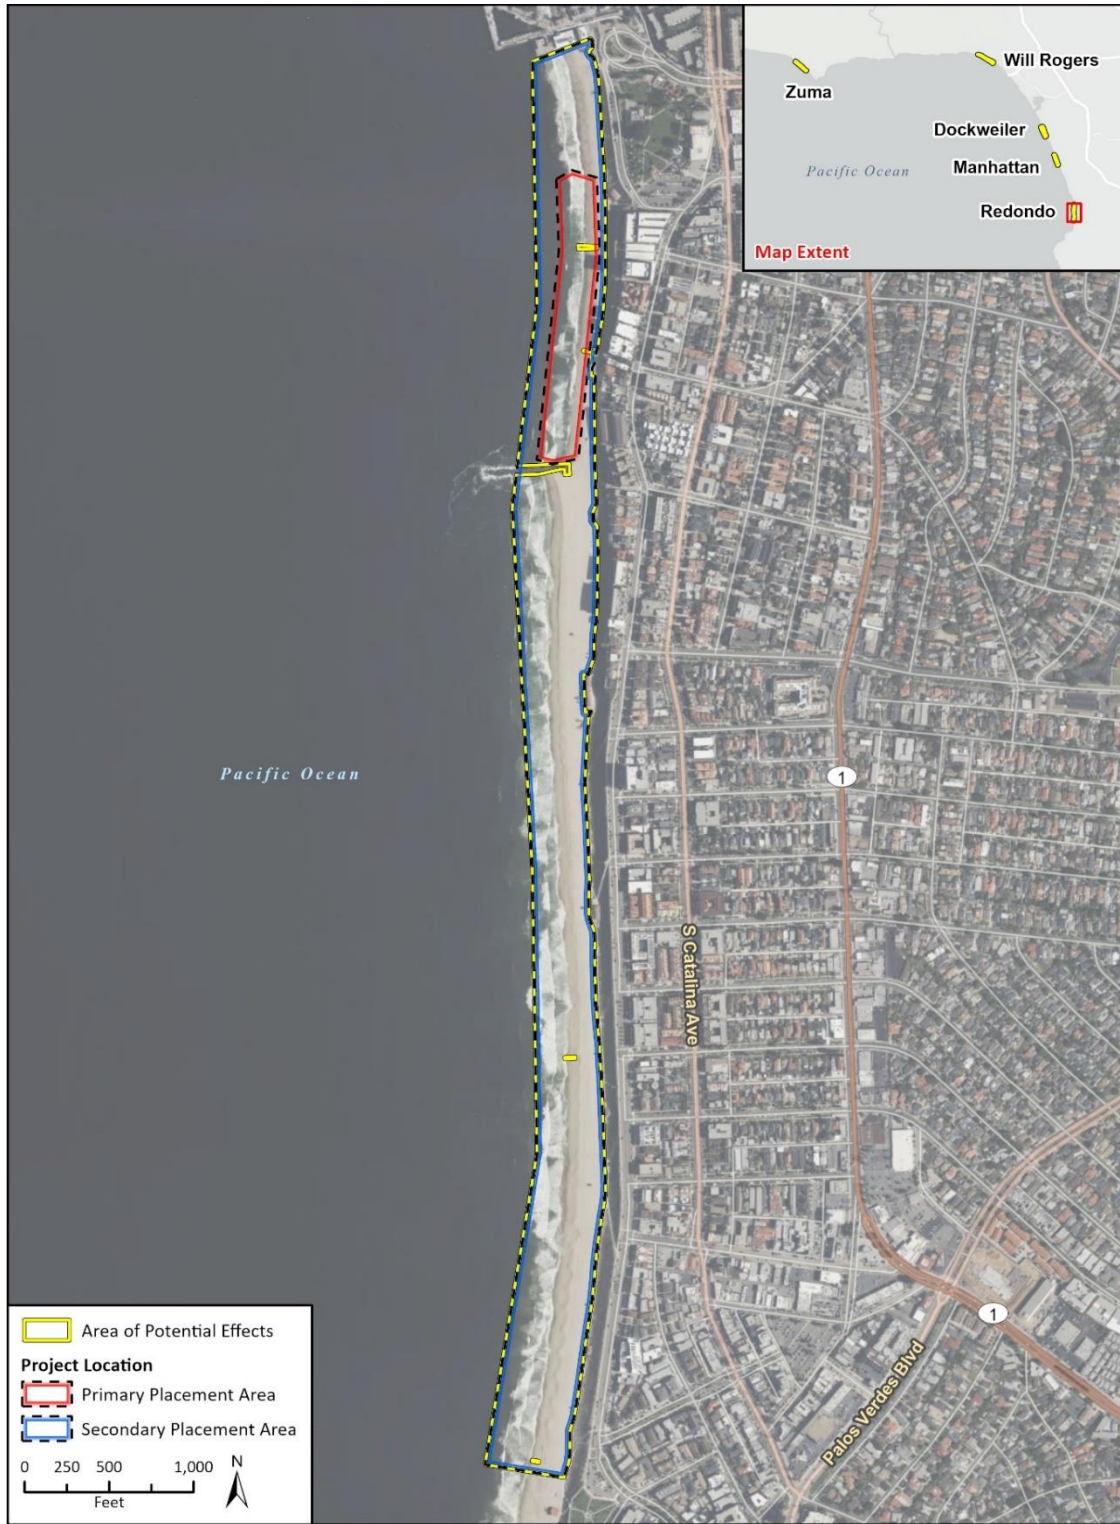 Zuma
Will Rogers
Dockweiler
Manhattan
Pacific Ocean
Redondo
Map Extent
Pacific Ocean
1
S Catalina Ave
1
Palos Verdes Blvd
Area of Potential Effects
Project Location
Primary Placement Area
Secondary Placement Area
0 250 500 1,000
Feet
N